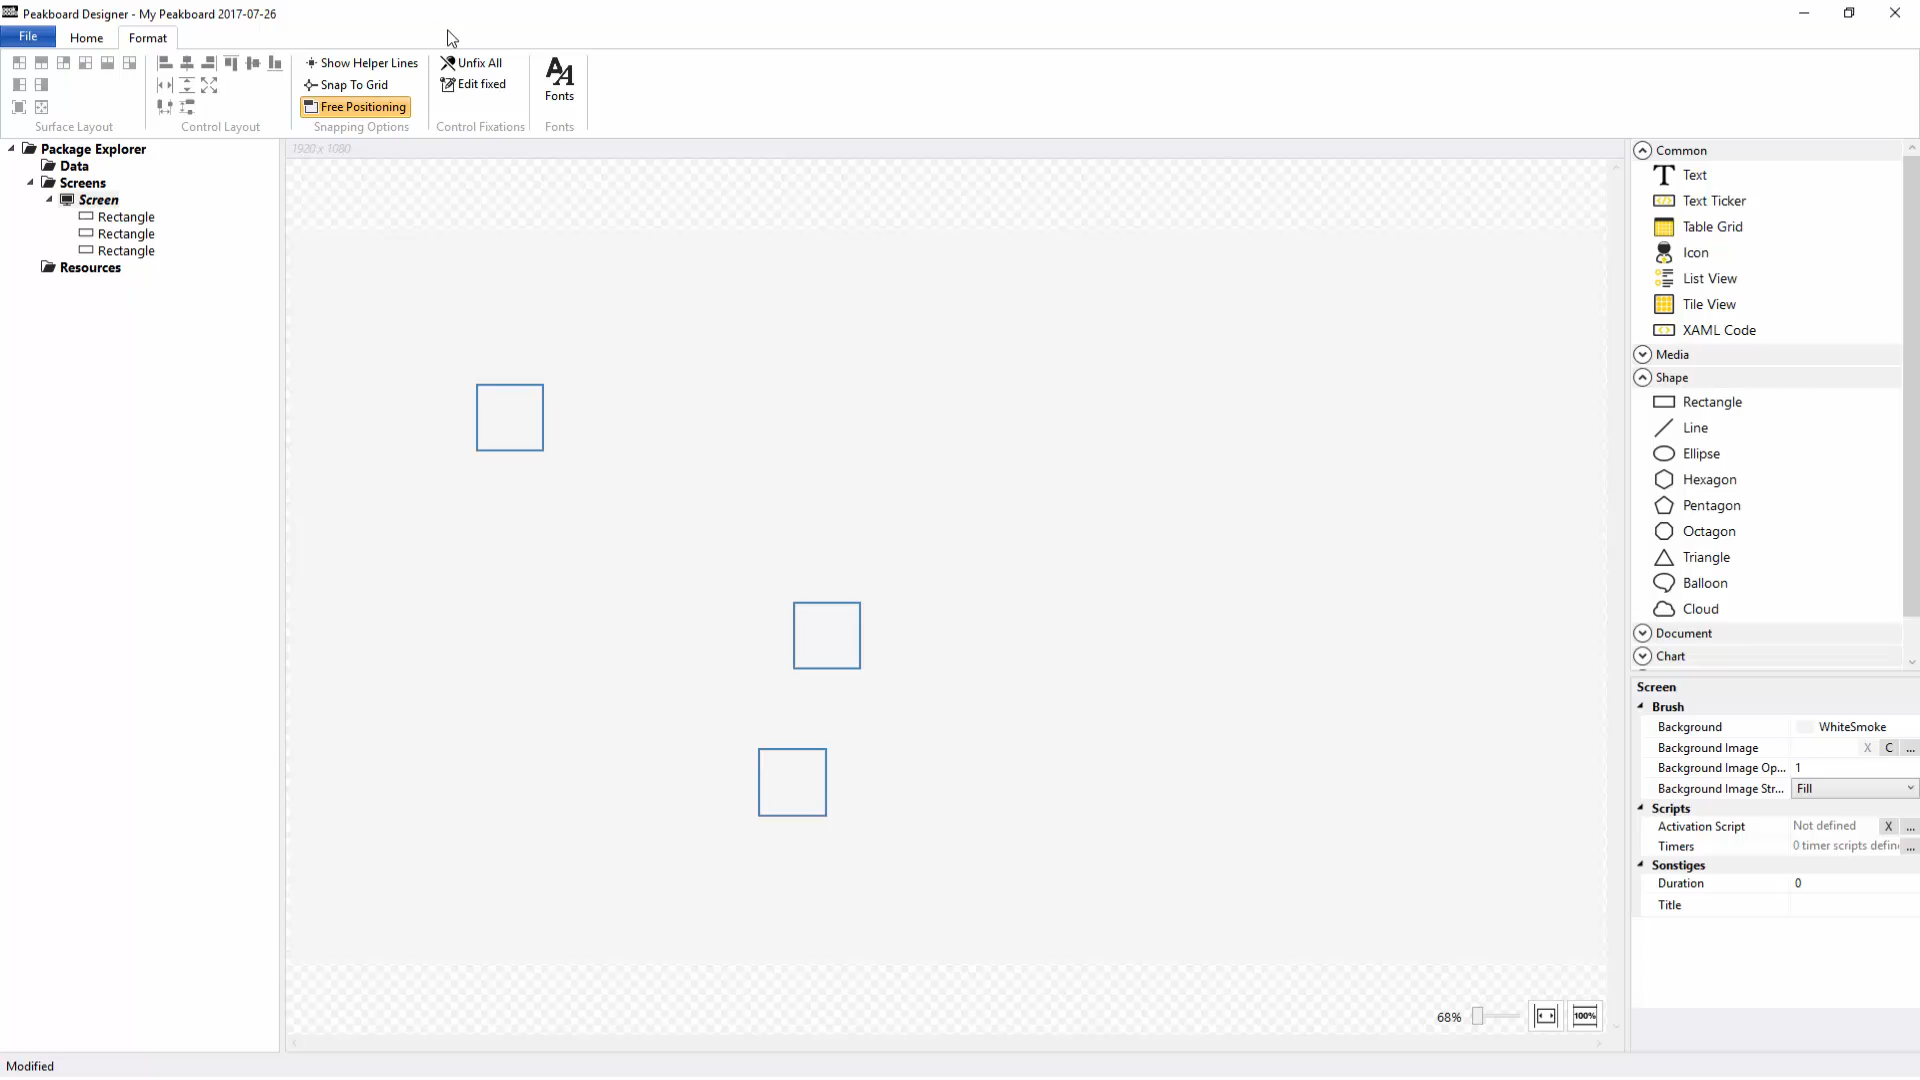 Peakboard Designer - My Peakboard 2017-07-26
File
Home
Format
Show Helper Lines
Snap To Grid
Free Positioning
Unfix All
Edit fixed
Fonts
Surface Layout
Control Layout
Snapping Options
Control Fixations
Fonts
Package Explorer
Data
Screens
Screen
Rectangle
Rectangle
Rectangle
Resources
1920 x 1080
68%
100%
Common
Text
Text Ticker
Table Grid
Icon
List View
Tile View
XAML Code
Media
Shape
Rectangle
Line
Ellipse
Hexagon
Pentagon
Octagon
Triangle
Balloon
Cloud
Document
Chart
Screen
Brush
Background WhiteSmoke
Background Image X C ...
Background Image Op... 1
Background Image Str... Fill
Scripts
Activation Script Not defined X ...
Timers 0 timer scripts defin ...
Sonstiges
Duration 0
Title
Modified